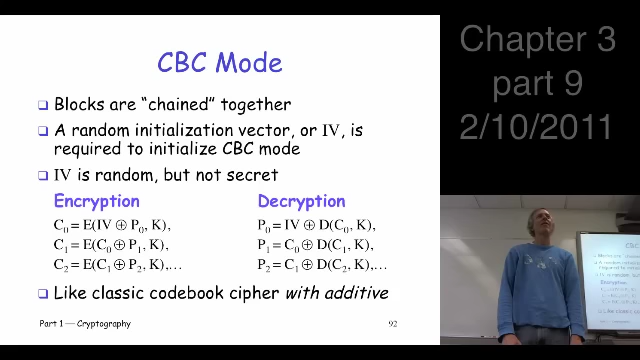 CBC Mode
Blocks are “chained” together
A random initialization vector, or IV, is
required to initialize CBC mode
IV is random, but not secret
Encryption
C₀ = E(IV ⊕ P₀, K),
C₁ = E(C₀ ⊕ P₁, K),
C₂ = E(C₁ ⊕ P₂, K),…
Decryption
P₀ = IV ⊕ D(C₀, K),
P₁ = C₀ ⊕ D(C₁, K),
P₂ = C₁ ⊕ D(C₂, K),…
Like classic codebook cipher with additive
Part 1 — Cryptography
92
Chapter 3
part 9
2/10/2011